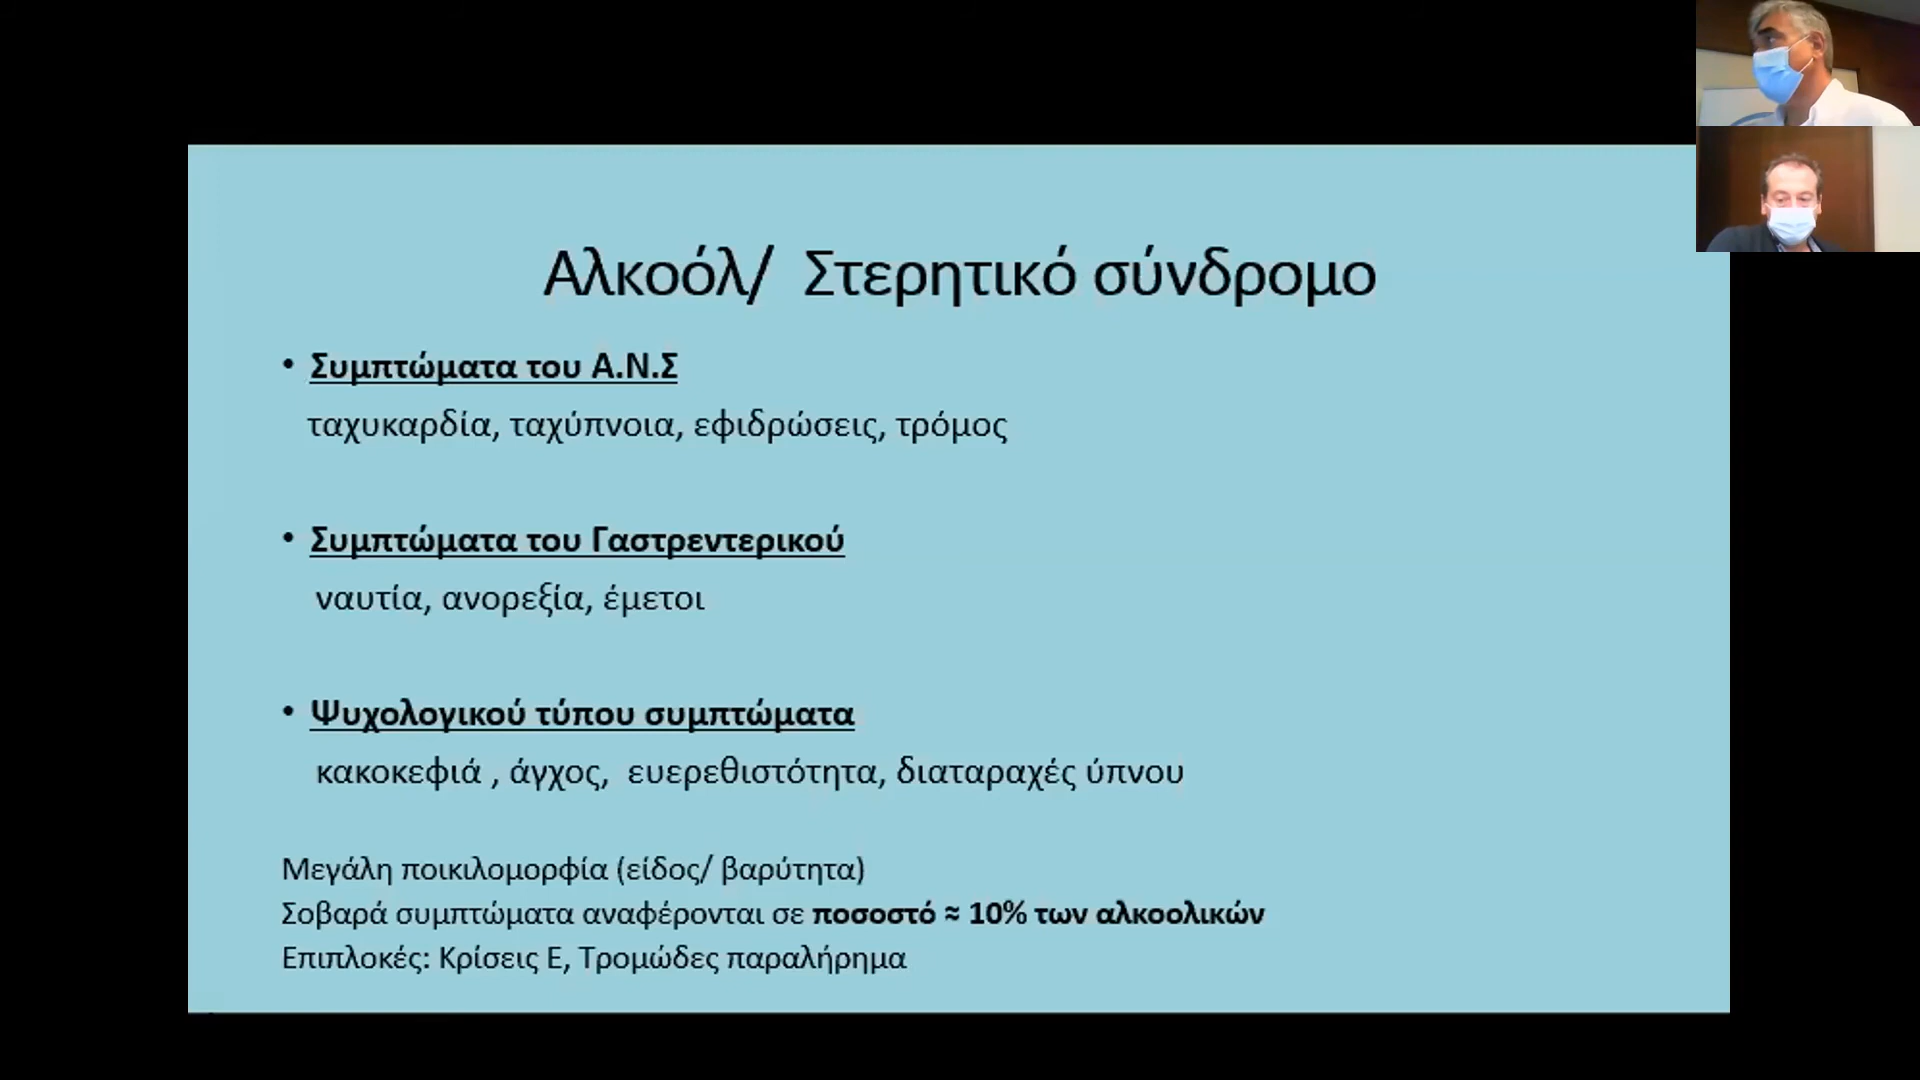 Αλκοόλ/ Στερητικό σύνδρομο
• Συμπτώματα του Α.Ν.Σ
ταχυκαρδία, ταχύπνοια, εφιδρώσεις, τρόμος
• Συμπτώματα του Γαστρεντερικού
ναυτία, ανορεξία, έμετοι
• Ψυχολογικού τύπου συμπτώματα
κακοκεφιά , άγχος, ευερεθιστότητα, διαταραχές ύπνου
Μεγάλη ποικιλομορφία (είδος/ βαρύτητα)
Σοβαρά συμπτώματα αναφέρονται σε ποσοστό ≈ 10% των αλκοολικών
Επιπλοκές: Κρίσεις Ε, Τρομώδες παραλήρημα